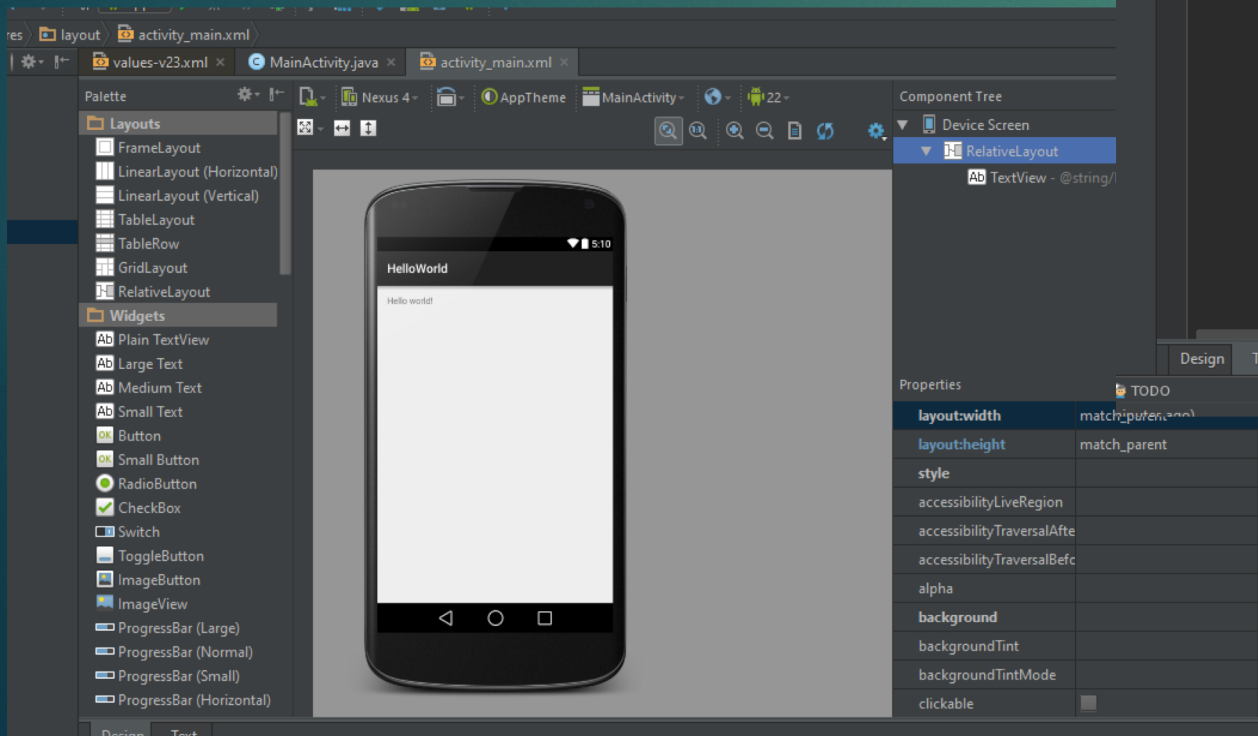 res layout activity_main.xml
values-v23.xml MainActivity.java activity_main.xml
Palette
Nexus 4 AppTheme MainActivity 22
Component Tree
Layouts
FrameLayout
LinearLayout (Horizontal)
LinearLayout (Vertical)
TableLayout
TableRow
GridLayout
RelativeLayout
Widgets
Plain TextView
Large Text
Medium Text
Small Text
Button
Small Button
RadioButton
CheckBox
Switch
ToggleButton
ImageButton
ImageView
ProgressBar (Large)
ProgressBar (Normal)
ProgressBar (Small)
ProgressBar (Horizontal)
Design Text
5:10
HelloWorld
Hello world!
Device Screen
RelativeLayout
Ab TextView - @string/
Design
TODO
Properties
layout:width
layout:height match_parent
style
accessibilityLiveRegion
accessibilityTraversalAfte
accessibilityTraversalBefo
alpha
background
backgroundTint
backgroundTintMode
clickable